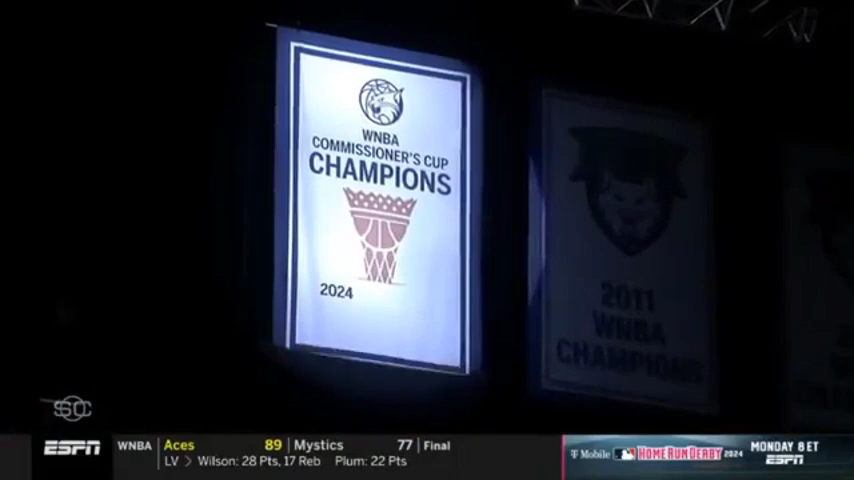 WNBA
COMMISSIONER'S CUP
CHAMPIONS
2024
2011
WNBA
CHAMPIONS
SC
ESPN
WNBA Aces 89 Mystics 77 Final
LV > Wilson: 28 Pts, 17 Reb Plum: 22 Pts
T Mobile HOME RUN DERBY 2024
MONDAY 8 ET
ESPN